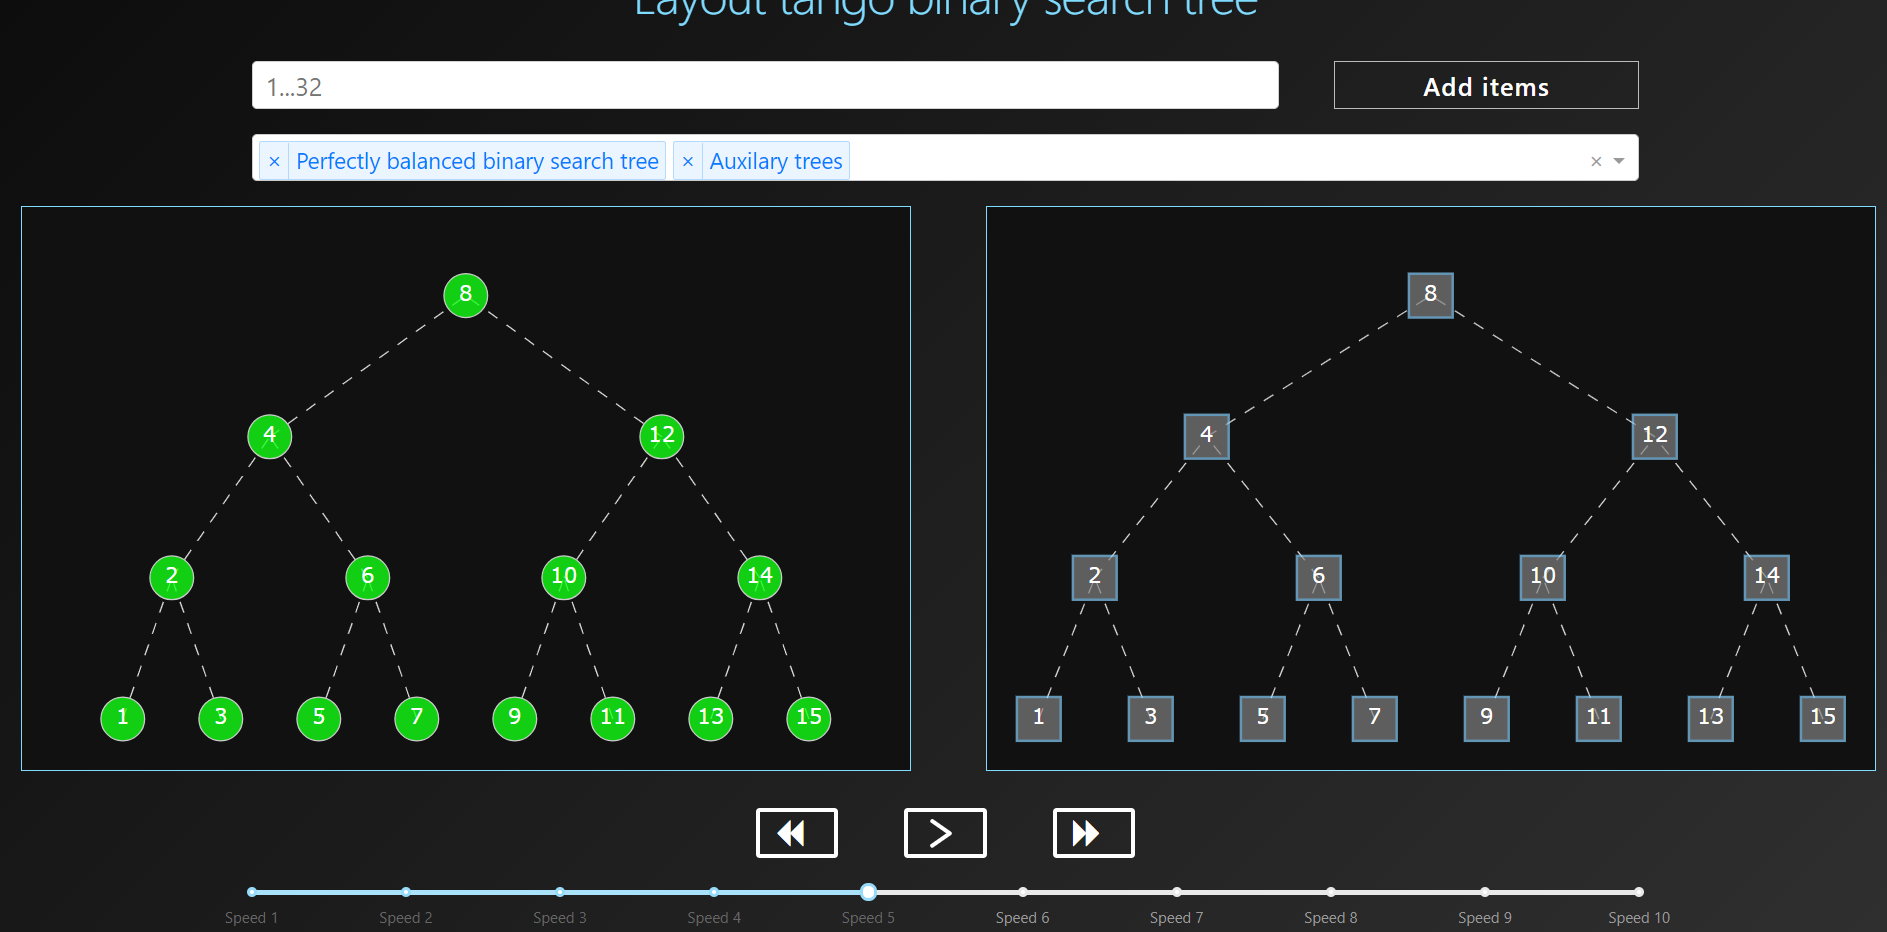 Layout tango binary search tree
1...32
Add items
× Perfectly balanced binary search tree × Auxilary trees ×
8
4 12
2 6 10 14
1 3 5 7 9 11 13 15
8
4 12
2 6 10 14
1 3 5 7 9 11 13 15
Speed 1 Speed 2 Speed 3 Speed 4 Speed 5 Speed 6 Speed 7 Speed 8 Speed 9 Speed 10